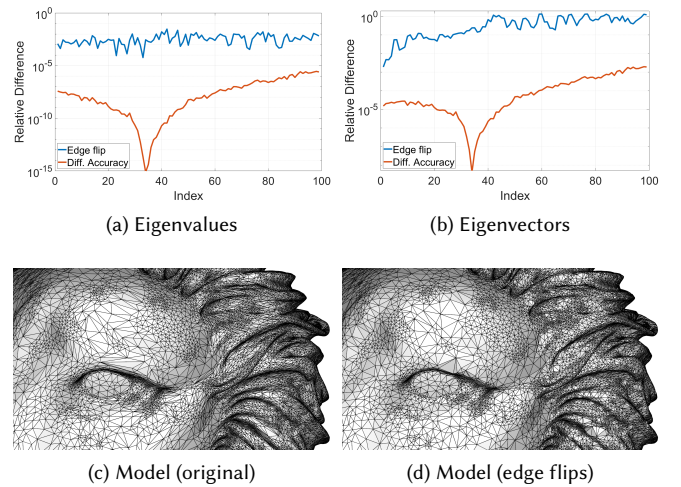 10^0
10^-5
10^-10
10^-15
Relative Difference
Edge flip
Diff. Accuracy
0 20 40 60 80 100
Index
(a) Eigenvalues
10^0
10^-5
Relative Difference
Edge flip
Diff. Accuracy
0 20 40 60 80 100
Index
(b) Eigenvectors
(c) Model (original)
(d) Model (edge flips)